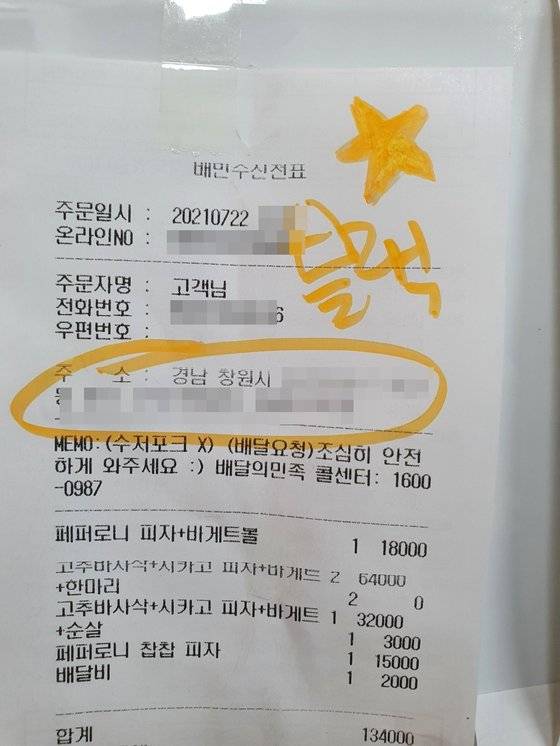 배민수신전표
주문일시 : 20210722
온라인NO :
주문자명 : 고객님
전화번호 : 6
우편번호 :
주 소 : 경남 창원시
MEMO:(수저포크 X) (배달요청)조심히 안전
하게 와주세요 :) 배달의민족 콜센터: 1600
-0987
페퍼로니 피자+바게트볼 1 18000
고추바사삭+시카고 피자+바게트 2 64000
+한마리 2 0
고추바사삭+시카고 피자+바게트 1 32000
+순살 1 3000
페퍼로니 찹찹 피자 1 15000
배달비 1 2000
합계 134000